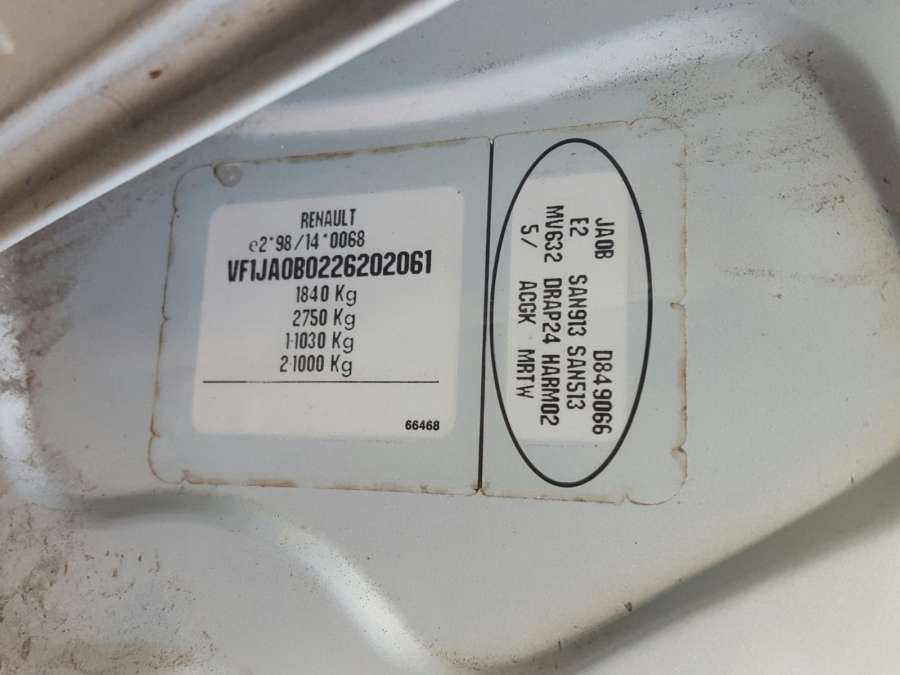 RENAULT
e2*98/14*0068
VF1JA0B0226202061
1840 Kg
2750 Kg
1-1030 Kg
2-1000 Kg
66468
JA0B D849066
E2 SAN913 SAN513
MV632 DRAP24 HARM02
5/ ACGK MRTW